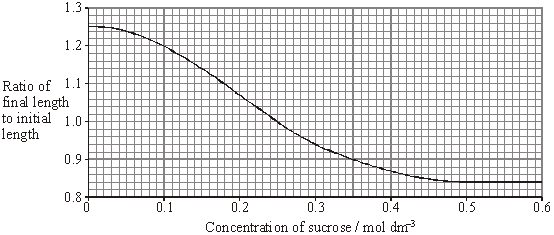 1.3
1.2
1.1
1.0
0.9
0.8
Ratio of
final length
to initial
length
0 0.1 0.2 0.3 0.4 0.5 0.6
Concentration of sucrose / mol dm-3